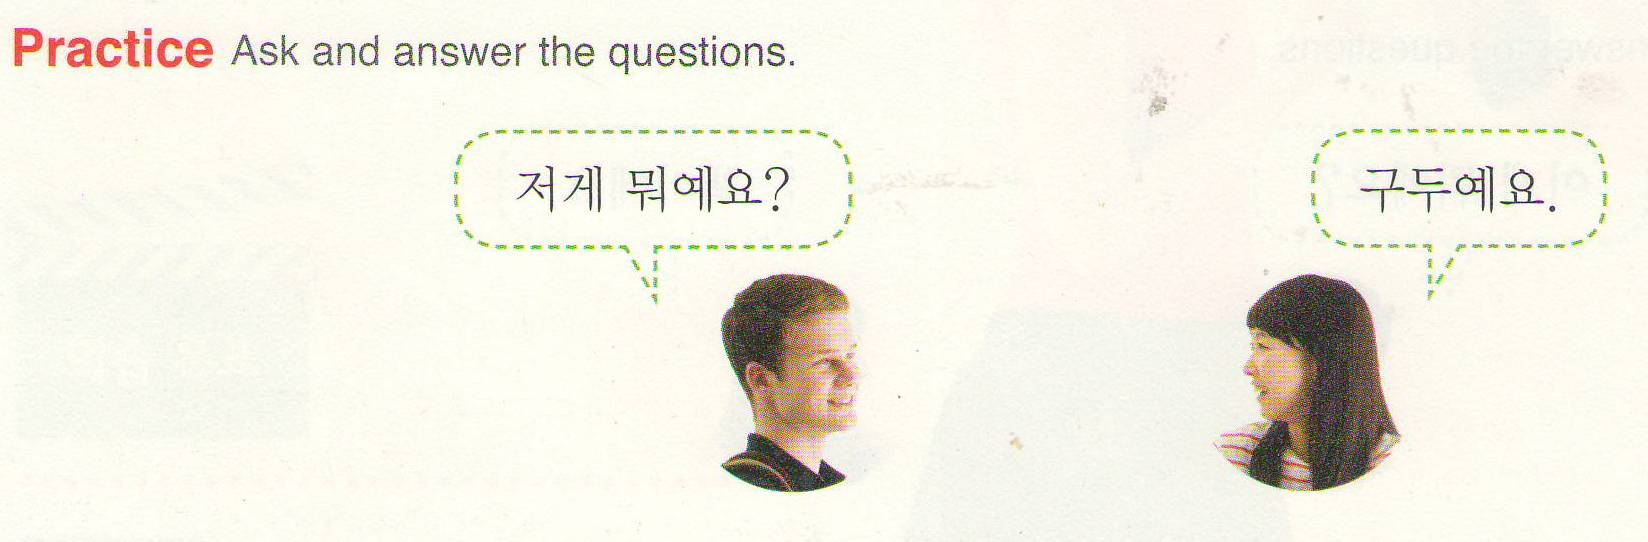 Practice Ask and answer the questions.
저게 뭐예요?
구두예요.